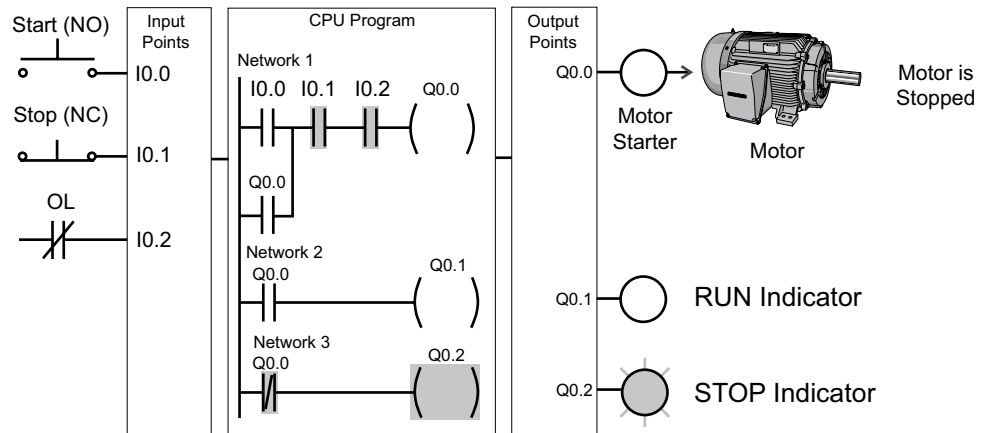 Start (NO)
I0.0
Stop (NC)
I0.1
OL
I0.2
Input
Points
CPU Program
Network 1
I0.0 I0.1 I0.2 Q0.0
Q0.0
Network 2
Q0.0 Q0.1
Network 3
Q0.0 Q0.2
Output
Points
Q0.0
Motor
Starter
Motor
Motor is
Stopped
Q0.1 RUN Indicator
Q0.2 STOP Indicator